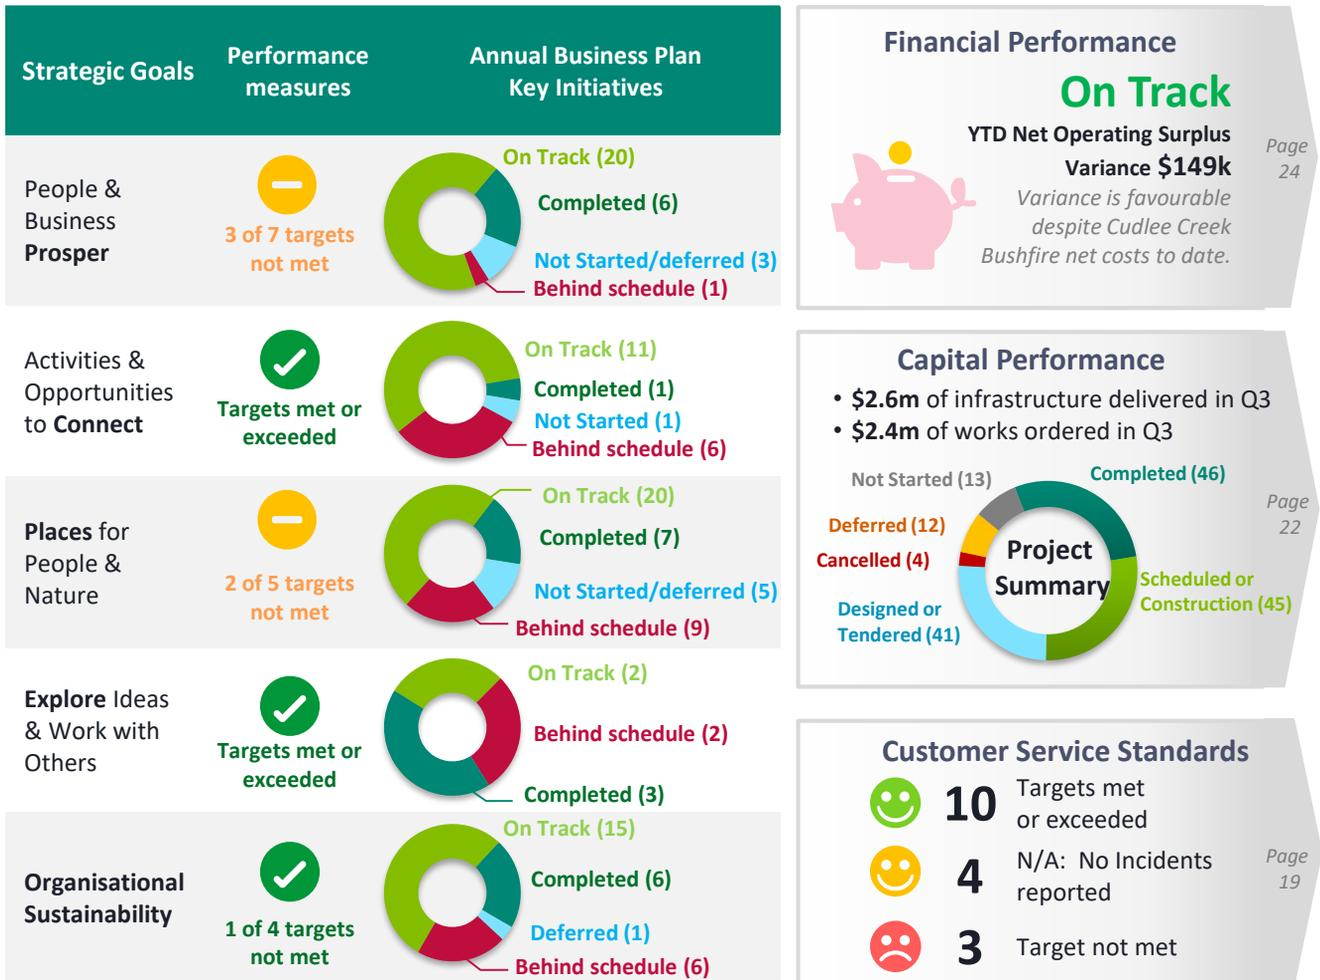 Strategic Goals
Performance
measures
Annual Business Plan
Key Initiatives
People &
Business
Prosper
3 of 7 targets
not met
On Track (20)
Completed (6)
Not Started/deferred (3)
Behind schedule (1)
Activities &
Opportunities
to Connect
Targets met or
exceeded
On Track (11)
Completed (1)
Not Started (1)
Behind schedule (6)
Places for
People &
Nature
2 of 5 targets
not met
On Track (20)
Completed (7)
Not Started/deferred (5)
Behind schedule (9)
Explore Ideas
& Work with
Others
Targets met or
exceeded
On Track (2)
Behind schedule (2)
Completed (3)
Organisational
Sustainability
1 of 4 targets
not met
On Track (15)
Completed (6)
Deferred (1)
Behind schedule (6)
Financial Performance
On Track
YTD Net Operating Surplus
Variance $149k
Variance is favourable
despite Cudlee Creek
Bushfire net costs to date.
Page
24
Capital Performance
• $2.6m of infrastructure delivered in Q3
• $2.4m of works ordered in Q3
Not Started (13)
Completed (46)
Deferred (12)
Cancelled (4)
Project
Summary
Scheduled or
Construction (45)
Designed or
Tendered (41)
Page
22
Customer Service Standards
10
Targets met
or exceeded
4
N/A: No Incidents
reported
3
Target not met
Page
19